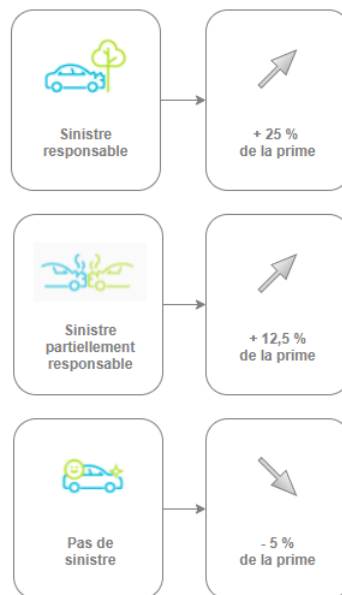 Sinistre
responsable
+ 25 %
de la prime
Sinistre
partiellement
responsable
+ 12,5 %
de la prime
Pas de
sinistre
- 5 %
de la prime